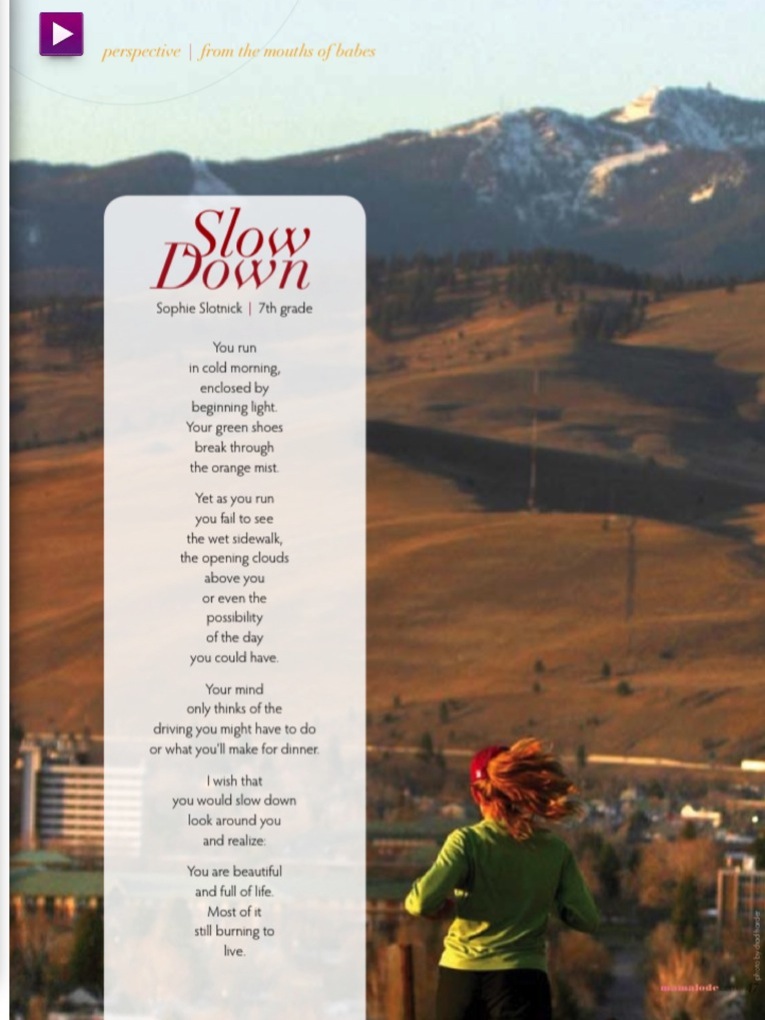 perspective | from the mouths of babes
Slow
Down
Sophie Slotnick | 7th grade
You run
in cold morning,
enclosed by
beginning light.
Your green shoes
break through
the orange mist.
Yet as you run
you fail to see
the wet sidewalk,
the opening clouds
above you
or even the
possibility
of the day
you could have.
Your mind
only thinks of the
driving you might have to do
or what you'll make for dinner.
I wish that
you would slow down
look around you
and realize:
You are beautiful
and full of life.
Most of it
still burning to
live.
mamalode